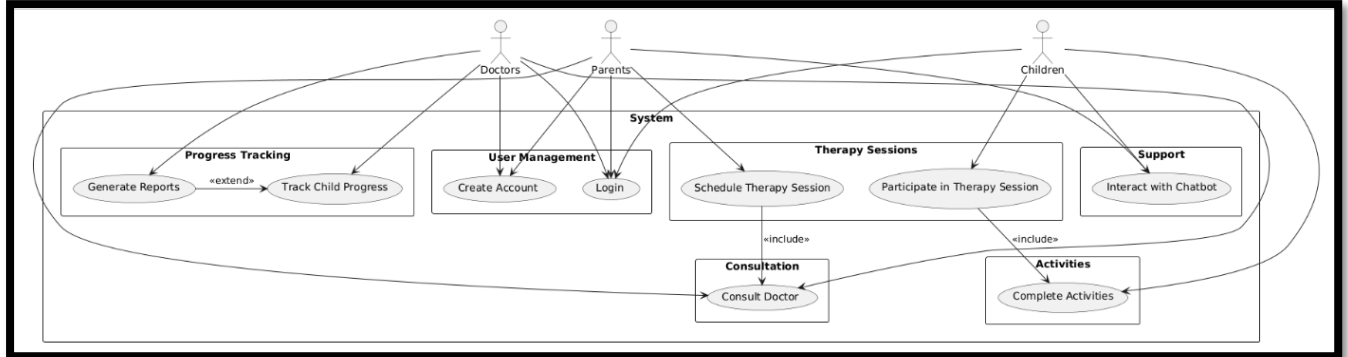 Doctors
Parents
Children
System
Progress Tracking
User Management
Therapy Sessions
Support
Generate Reports
«extend»
Track Child Progress
Create Account
Login
Schedule Therapy Session
Participate in Therapy Session
Interact with Chatbot
«include»
«include»
Consultation
Activities
Consult Doctor
Complete Activities